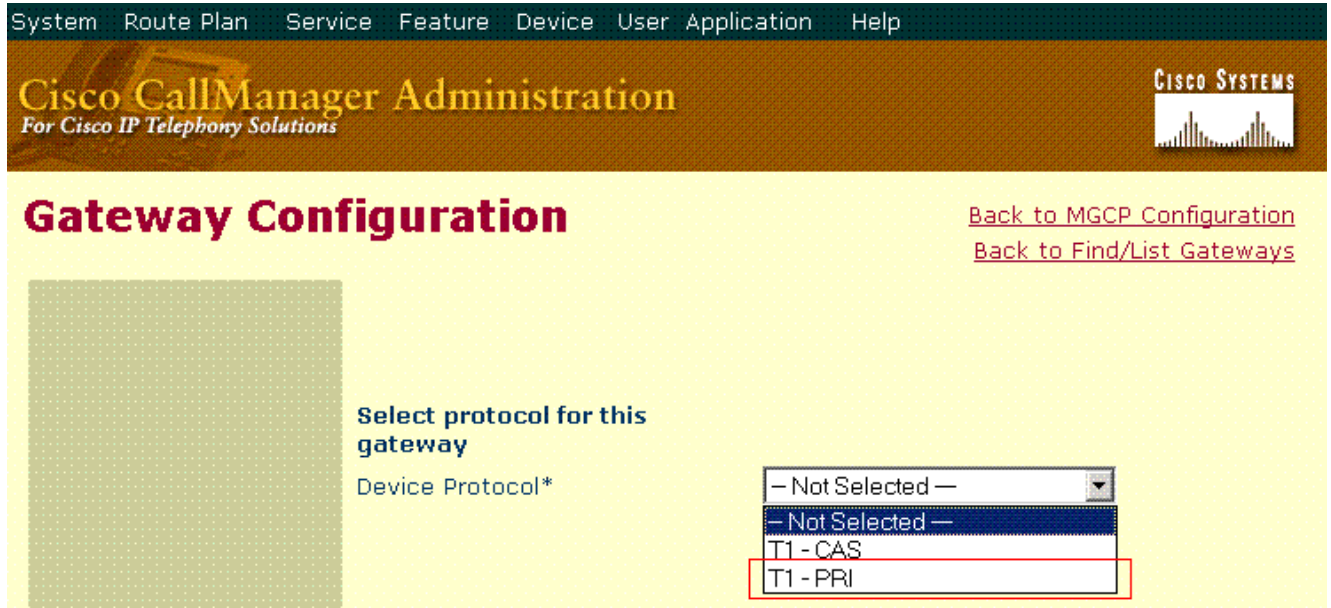 System Route Plan Service Feature Device User Application Help
Cisco CallManager Administration
For Cisco IP Telephony Solutions
CISCO SYSTEMS
Gateway Configuration
Back to MGCP Configuration
Back to Find/List Gateways
Select protocol for this
gateway
Device Protocol*
– Not Selected —
– Not Selected —
T1 - CAS
T1 - PRI